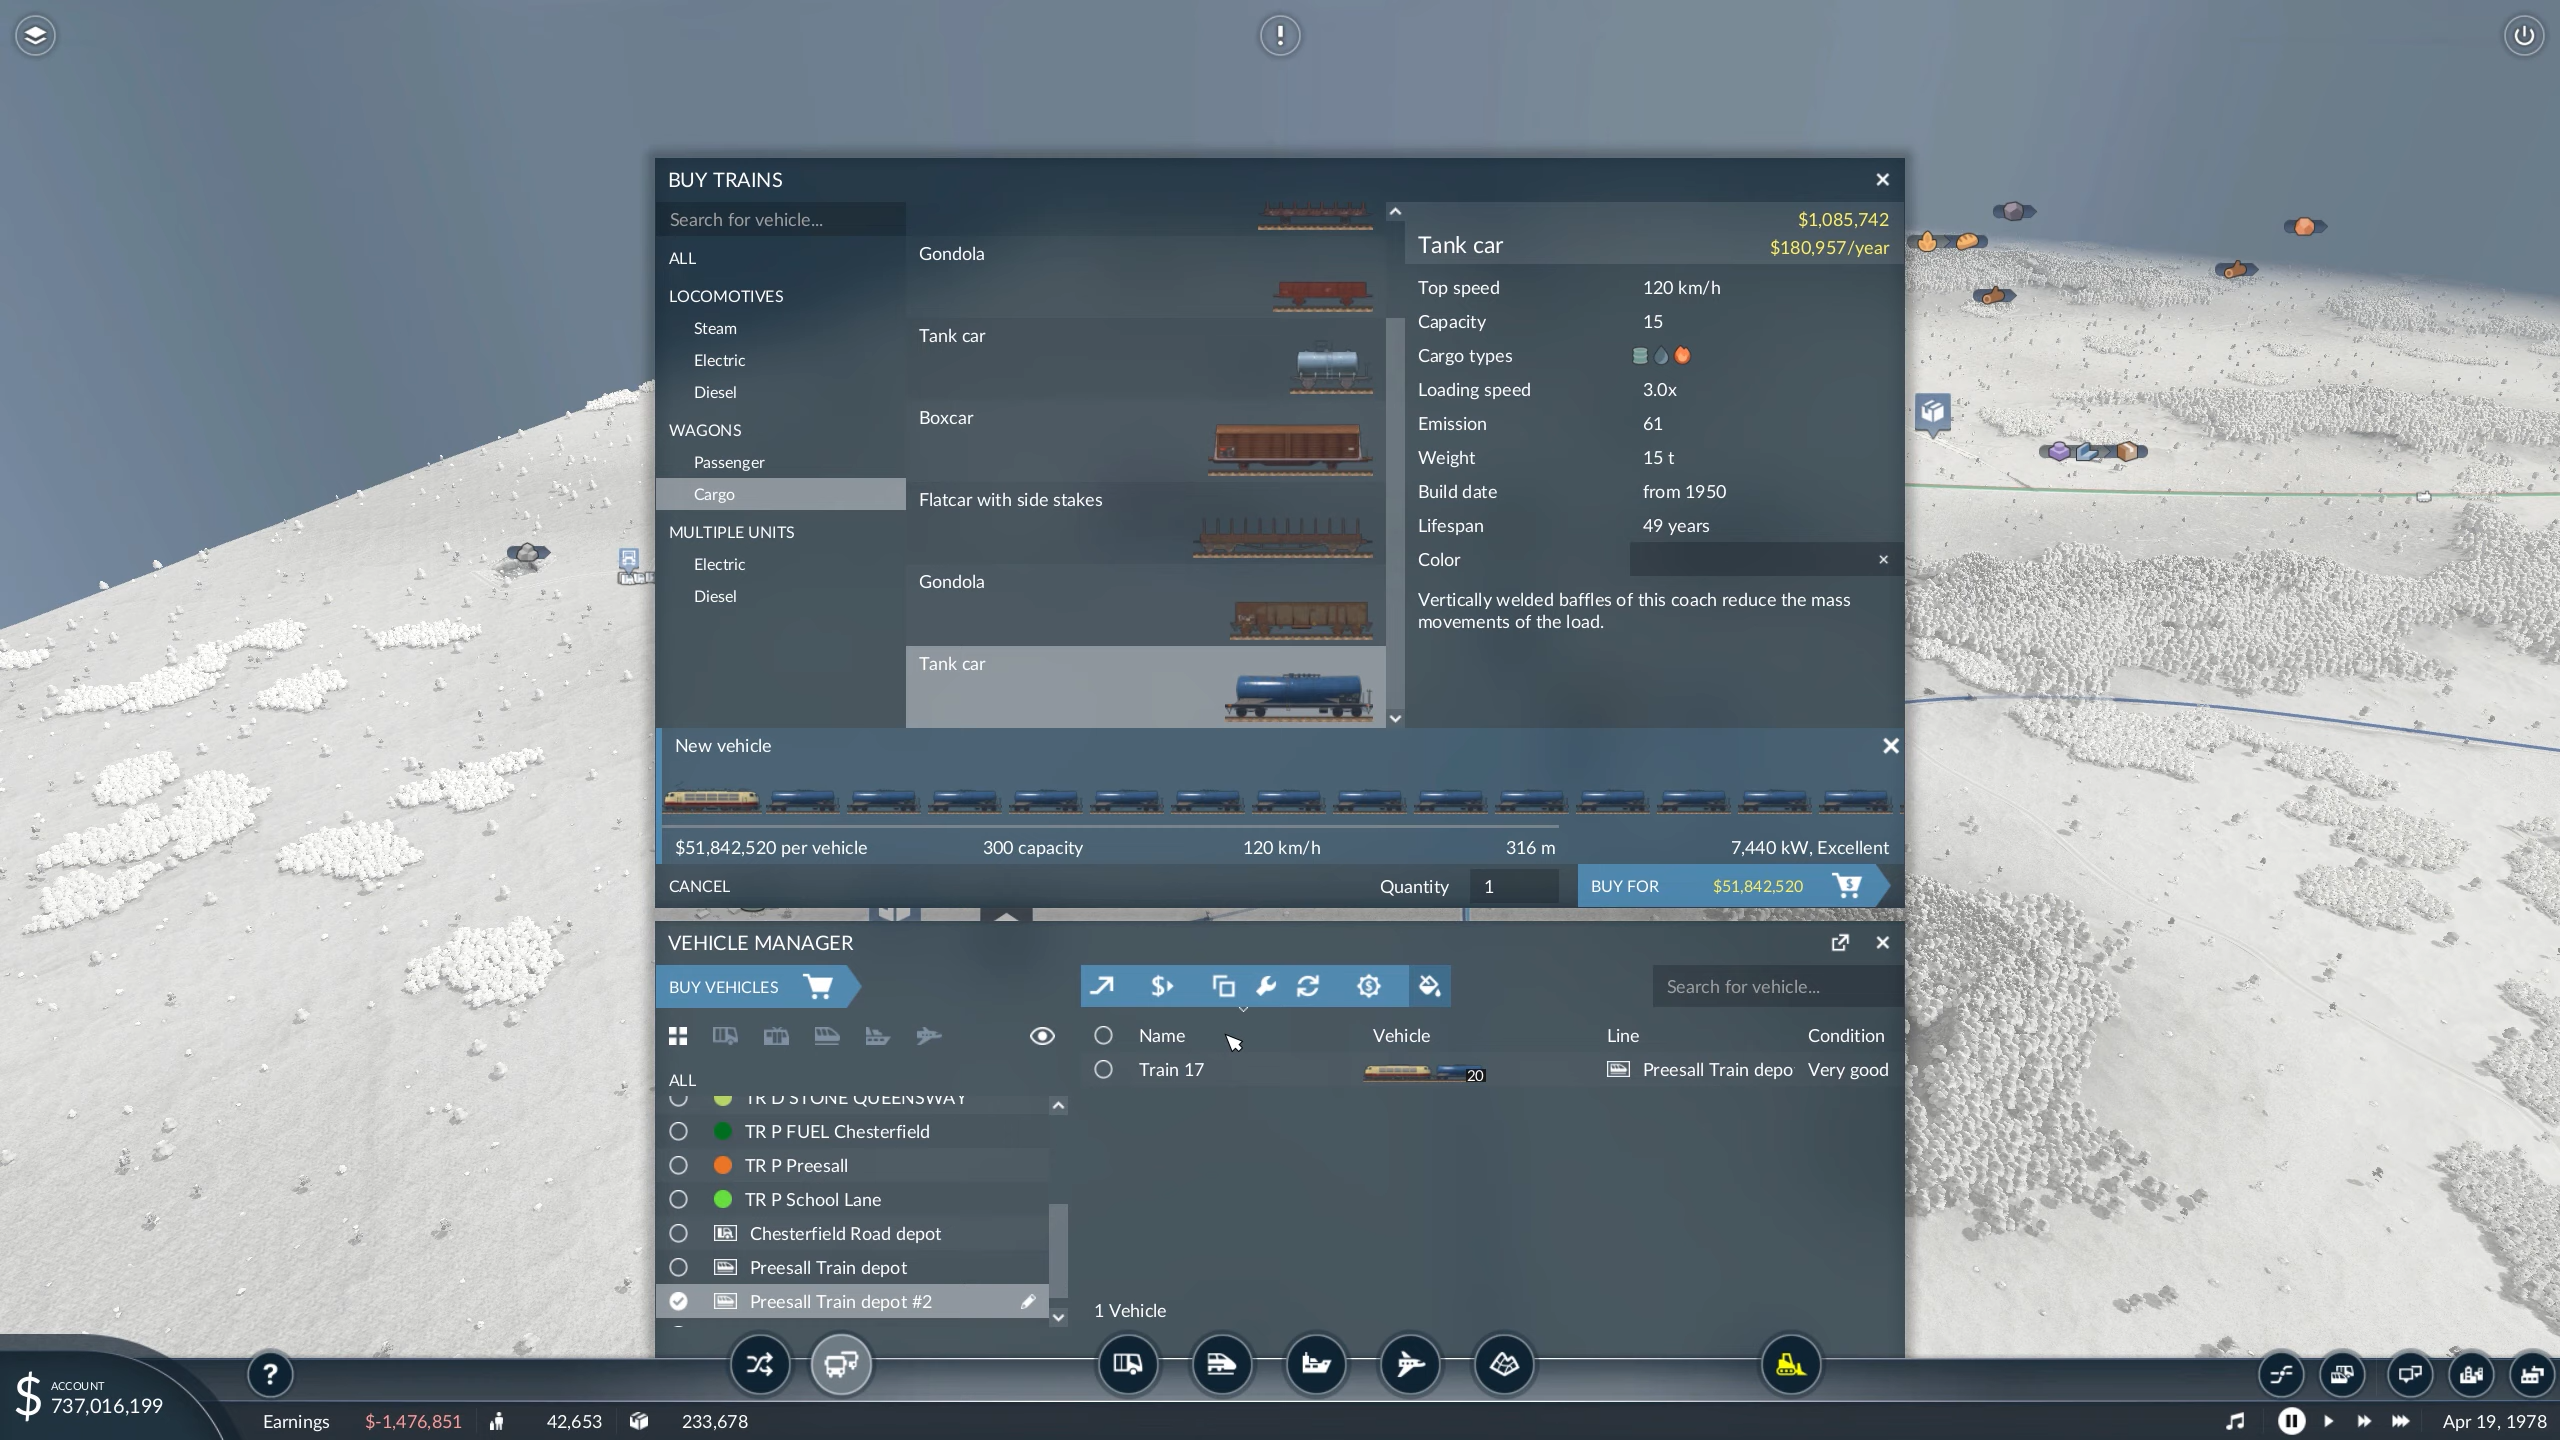 BUY TRAINS
Search for vehicle...
ALL
LOCOMOTIVES
Steam
Electric
Diesel
WAGONS
Passenger
Cargo
MULTIPLE UNITS
Electric
Diesel
Gondola
Tank car
Boxcar
Flatcar with side stakes
Gondola
Tank car
$1,085,742
Tank car
$180,957/year
Top speed 120 km/h
Capacity 15
Cargo types
Loading speed 3.0x
Emission 61
Weight 15 t
Build date from 1950
Lifespan 49 years
Color
Vertically welded baffles of this coach reduce the mass
movements of the load.
New vehicle
$51,842,520 per vehicle 300 capacity 120 km/h 316 m 7,440 kW, Excellent
CANCEL Quantity 1 BUY FOR $51,842,520
VEHICLE MANAGER
BUY VEHICLES
Search for vehicle...
ALL
TR D STONE QUEENSWAY
TR P FUEL Chesterfield
TR P Preesall
TR P School Lane
Chesterfield Road depot
Preesall Train depot
Preesall Train depot #2
Name Vehicle Line Condition
Train 17 20 Preesall Train depo Very good
1 Vehicle
ACCOUNT
$ 737,016,199
?
Earnings $-1,476,851 42,653 233,678
Apr 19, 1978